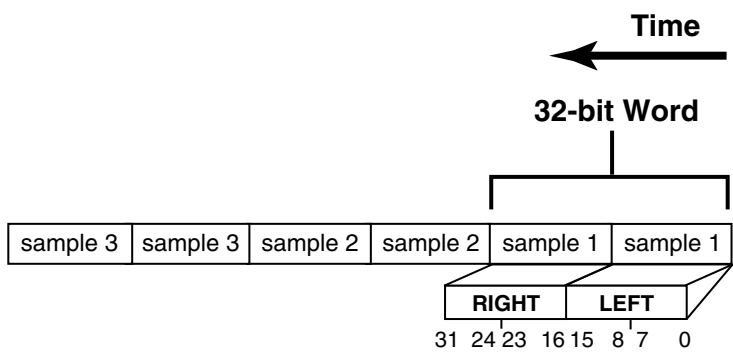 Time
32-bit Word
sample 3 sample 3 sample 2 sample 2 sample 1 sample 1
RIGHT LEFT
31 24 23 16 15 8 7 0